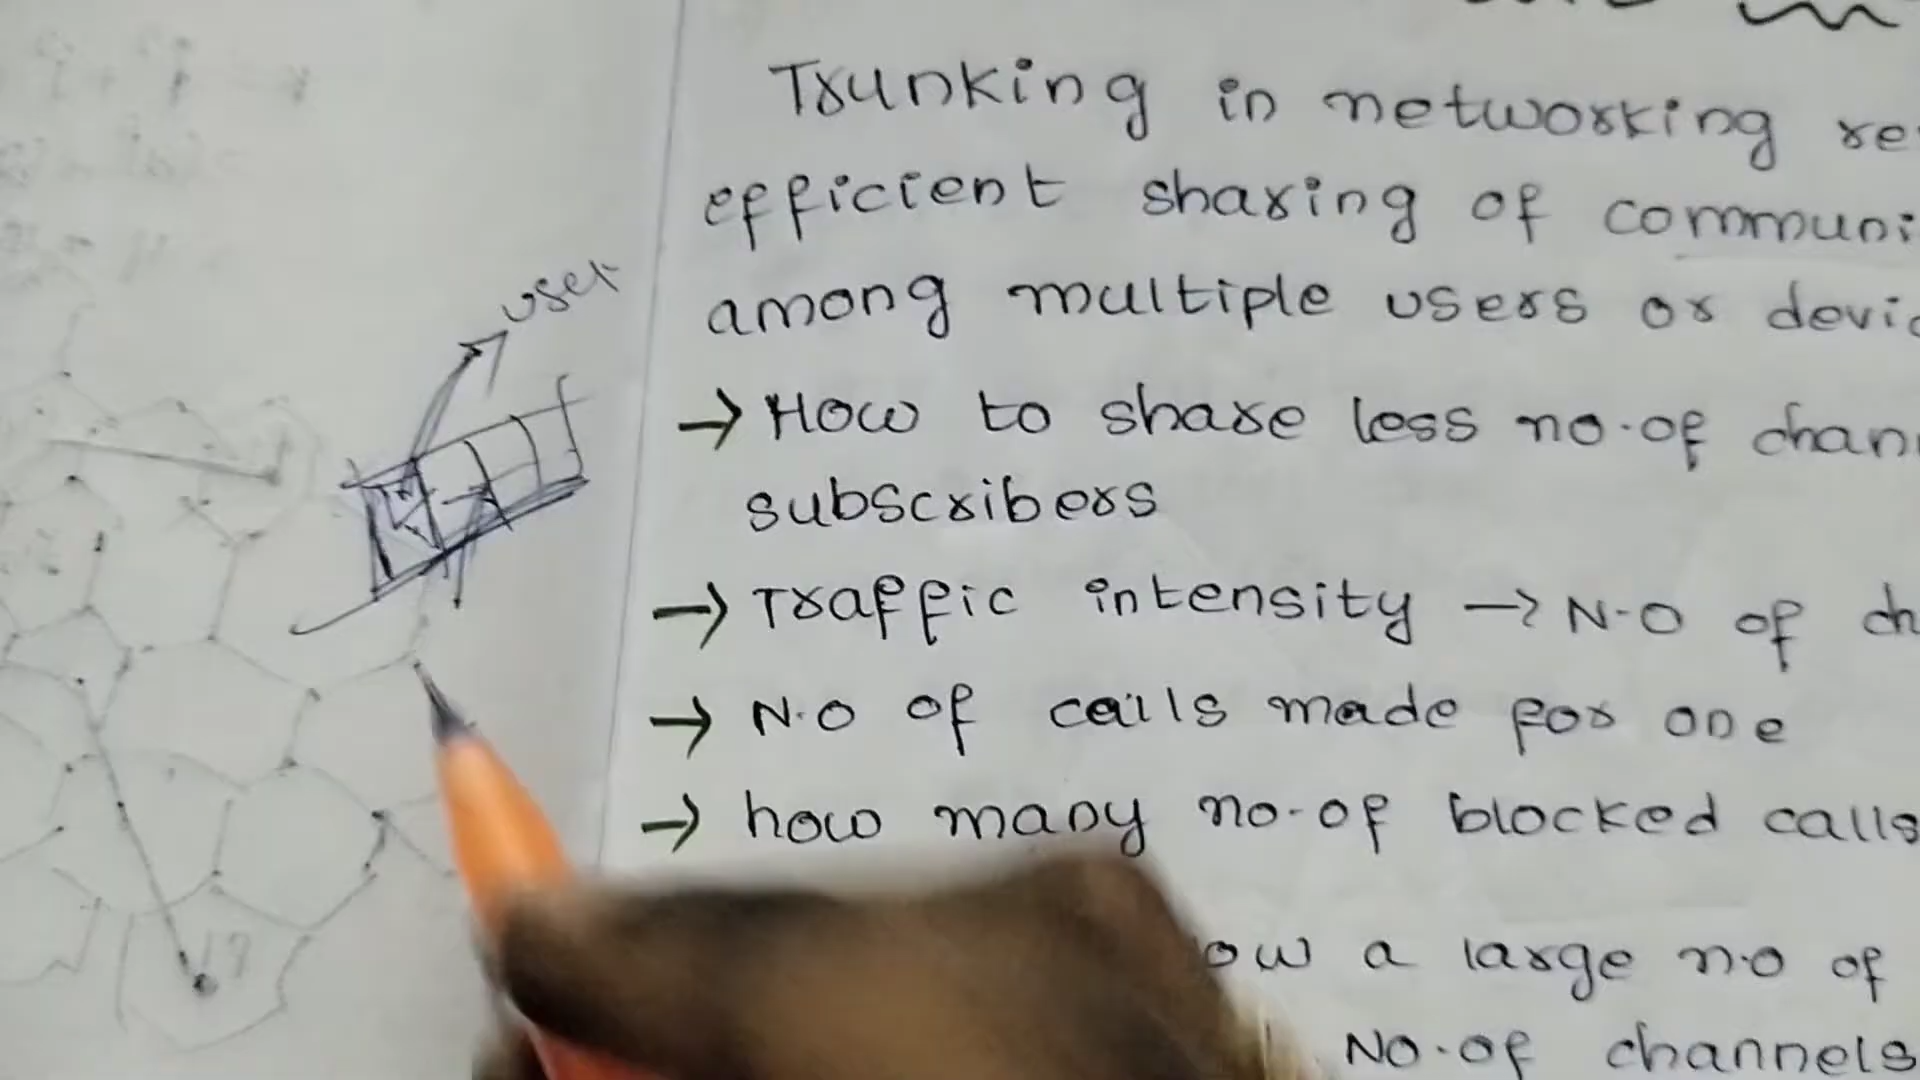 user
Trunking in networking re
efficient sharing of communi
among multiple users or devic
→ How to share less no.of chan
subscribers
→ Traffic intensity → N.O of ch
→ N.O of calls made for one
→ how many no.of blocked calls
ow a large no of
NO.of channels